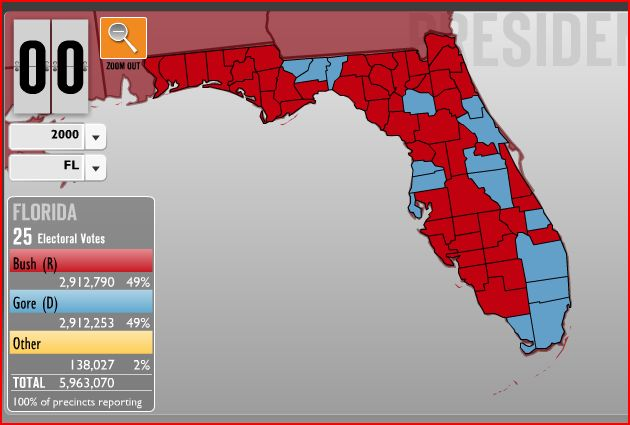 PRESIDEN
00
ZOOM OUT
2000
FL
FLORIDA
25 Electoral Votes
Bush (R)
2,912,790 49%
Gore (D)
2,912,253 49%
Other
138,027 2%
TOTAL 5,963,070
100% of precincts reporting